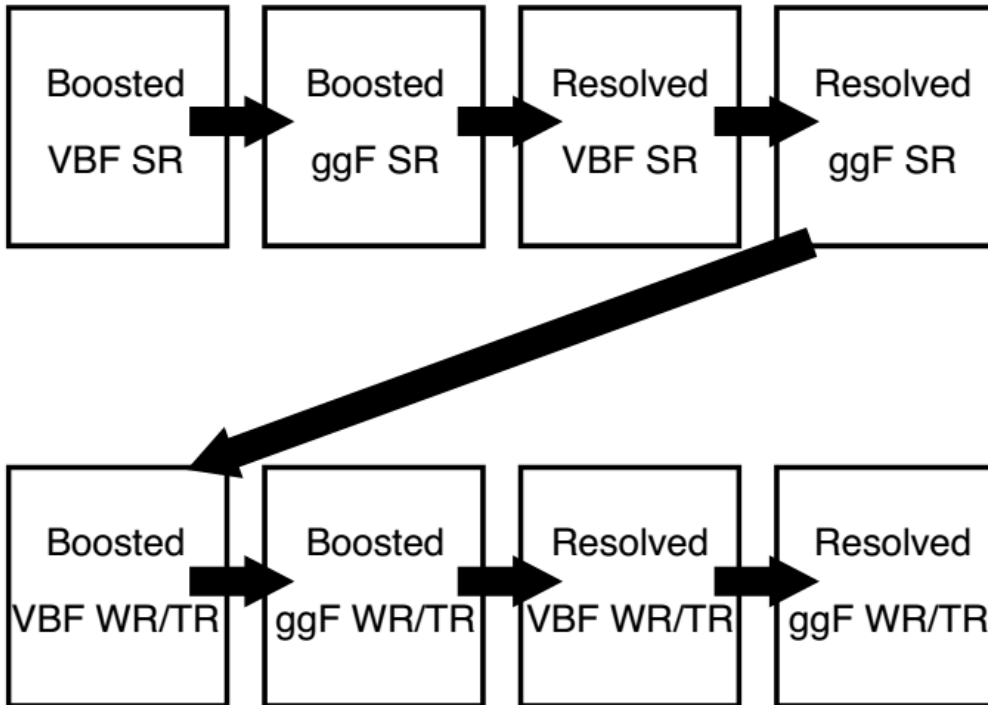 Boosted
VBF SR
Boosted
ggF SR
Resolved
VBF SR
Resolved
ggF SR
Boosted
VBF WR/TR
Boosted
ggF WR/TR
Resolved
VBF WR/TR
Resolved
ggF WR/TR